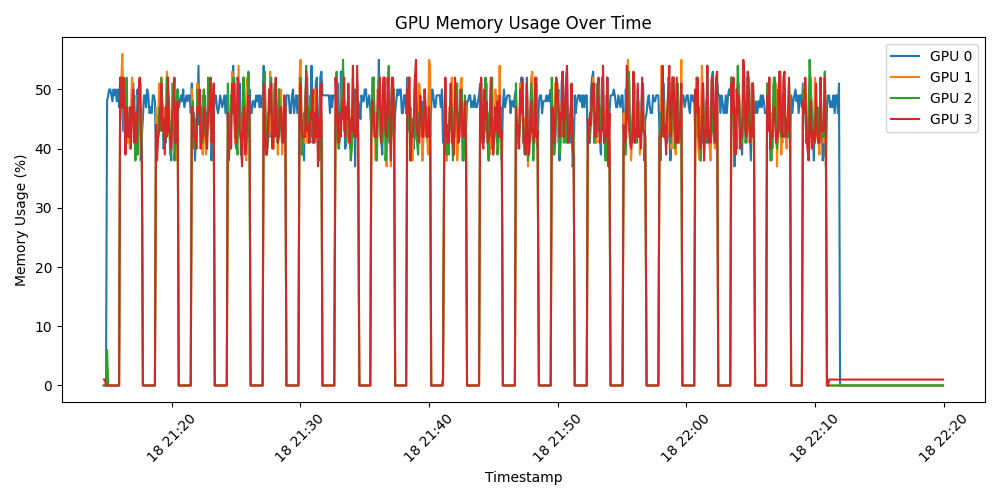 GPU Memory Usage Over Time
GPU 0
GPU 1
GPU 2
GPU 3
Memory Usage (%)
50
40
30
20
10
0
18 21:20
18 21:30
18 21:40
18 21:50
18 22:00
18 22:10
18 22:20
Timestamp